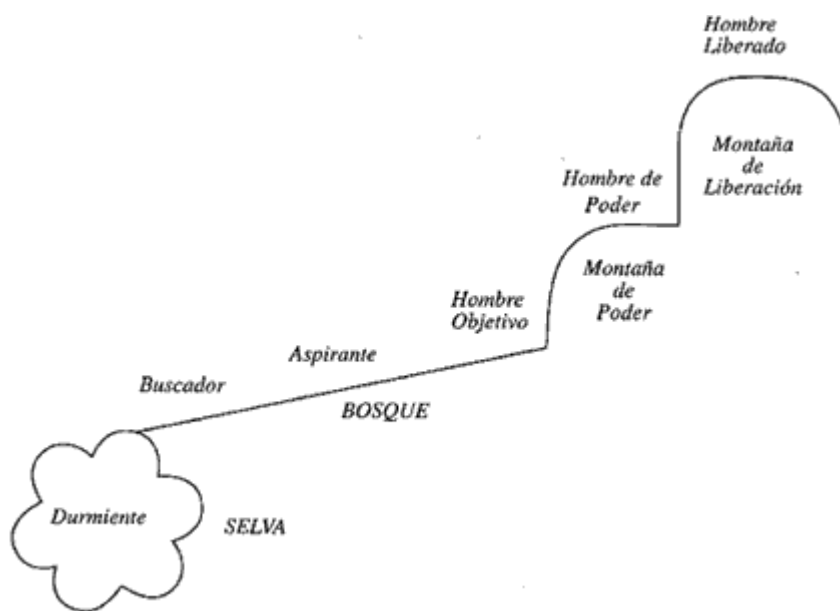 Hombre
Liberado
Montaña
de
Liberación
Hombre de
Poder
Montaña
de
Poder
Hombre
Objetivo
Aspirante
Buscador
BOSQUE
Durmiente
SELVA